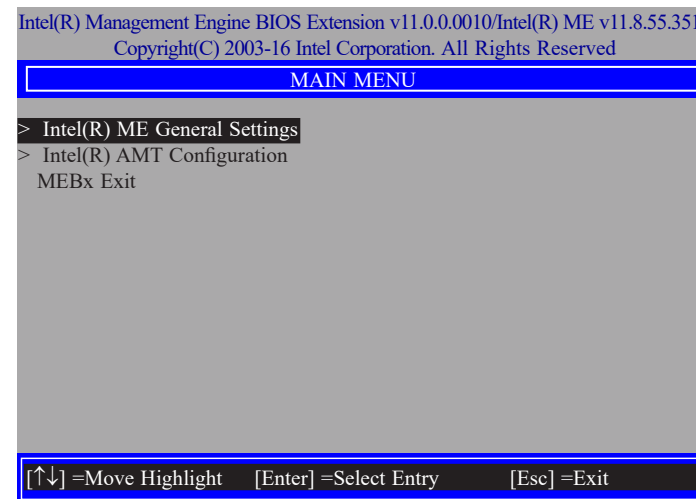 Intel(R) Management Engine BIOS Extension v11.0.0.0010/Intel(R) ME v11.8.55.351
Copyright(C) 2003-16 Intel Corporation. All Rights Reserved
MAIN MENU
> Intel(R) ME General Settings
> Intel(R) AMT Configuration
MEBx Exit
[↑↓] =Move Highlight [Enter] =Select Entry [Esc] =Exit